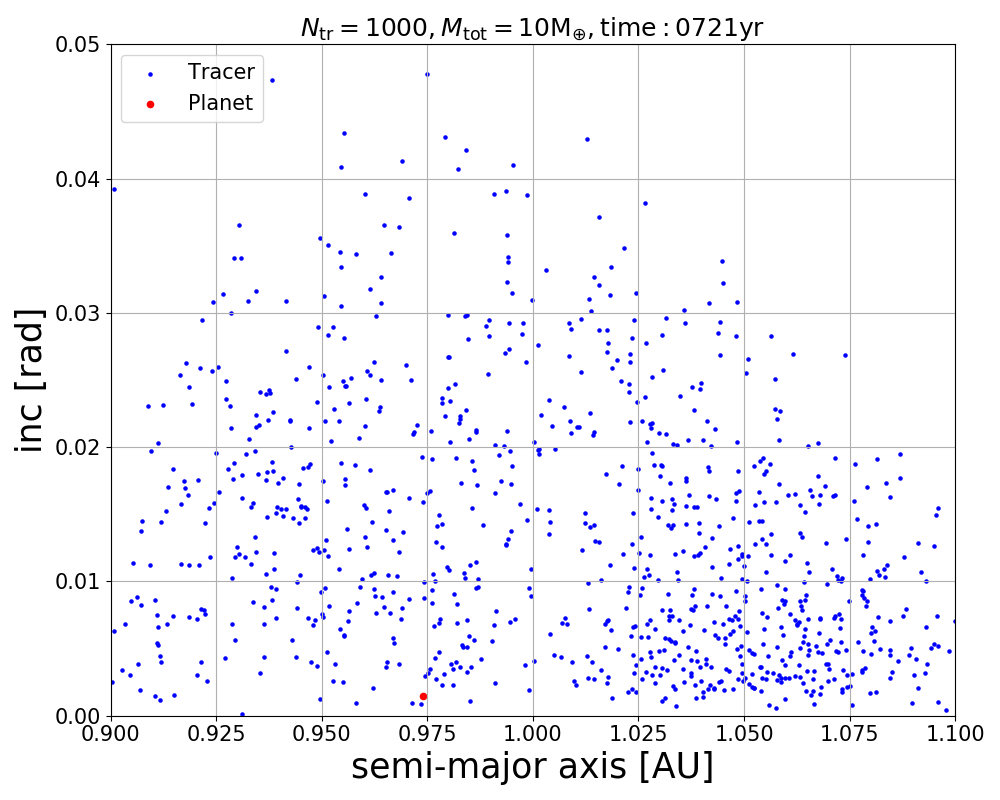 N_tr = 1000, M_tot = 10M_⊕, time : 0721yr
Tracer
Planet
0.05
0.04
0.03
0.02
0.01
0.00
inc [rad]
0.900 0.925 0.950 0.975 1.000 1.025 1.050 1.075 1.100
semi-major axis [AU]